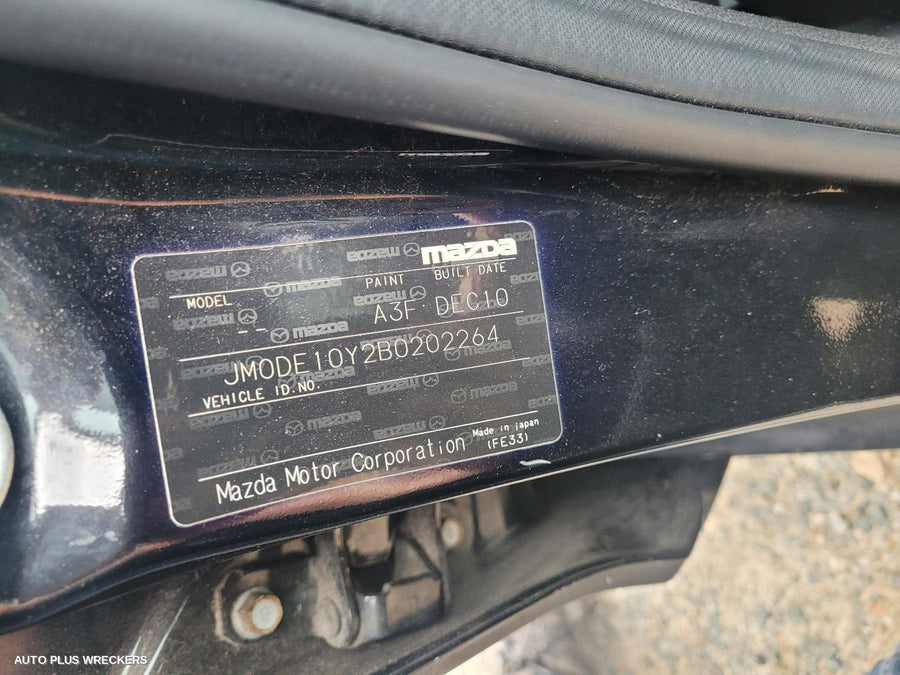 mazda
MODEL PAINT BUILT DATE
-- A3F DEC10
JM0DE10Y2B0202264
VEHICLE ID.NO.
Mazda Motor Corporation
Made in japan
(FE33)
AUTO PLUS WRECKERS